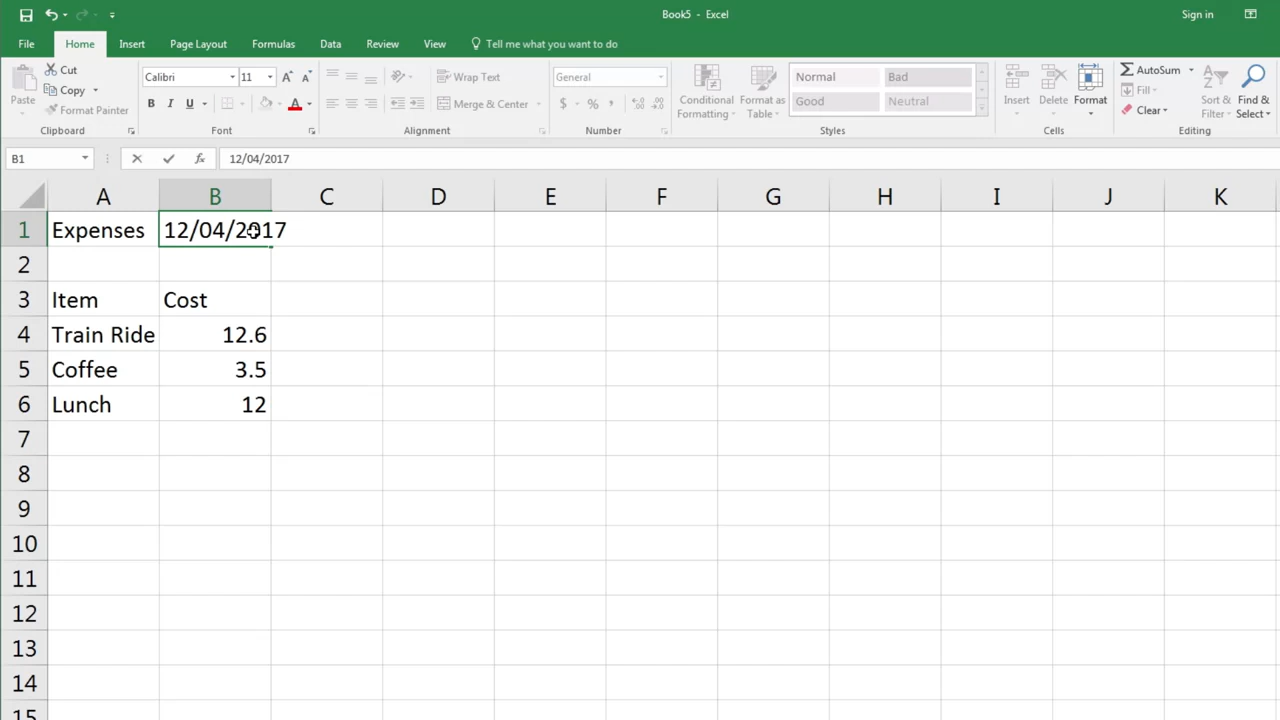 Book5 - Excel
Sign in
File Home Insert Page Layout Formulas Data Review View Tell me what you want to do
Paste
Cut
Copy
Format Painter
Clipboard
Calibri 11
B I U A
Font
Wrap Text
Merge & Center
Alignment
General
$ % ,
Number
Conditional Formatting
Format as Table
Normal Bad
Good Neutral
Styles
Insert Delete Format
Cells
AutoSum
Fill
Clear
Sort & Filter
Find & Select
Editing
B1 fx 12/04/2017
A B C D E F G H I J K
1 Expenses 12/04/2017
2
3 Item Cost
4 Train Ride 12.6
5 Coffee 3.5
6 Lunch 12
7
8
9
10
11
12
13
14
15